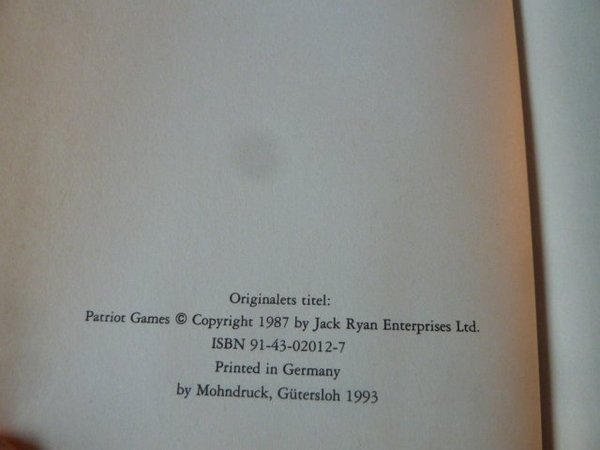 Originalets titel:
Patriot Games © Copyright 1987 by Jack Ryan Enterprises Ltd.
ISBN 91-43-02012-7
Printed in Germany
by Mohndruck, Gütersloh 1993